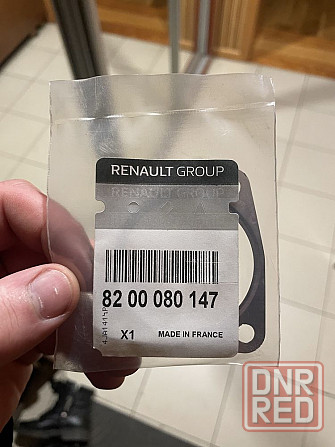 RENAULT GROUP
RENAULT GROUP
82 00 080 147
X1
MADE IN FRANCE
DNR
RED